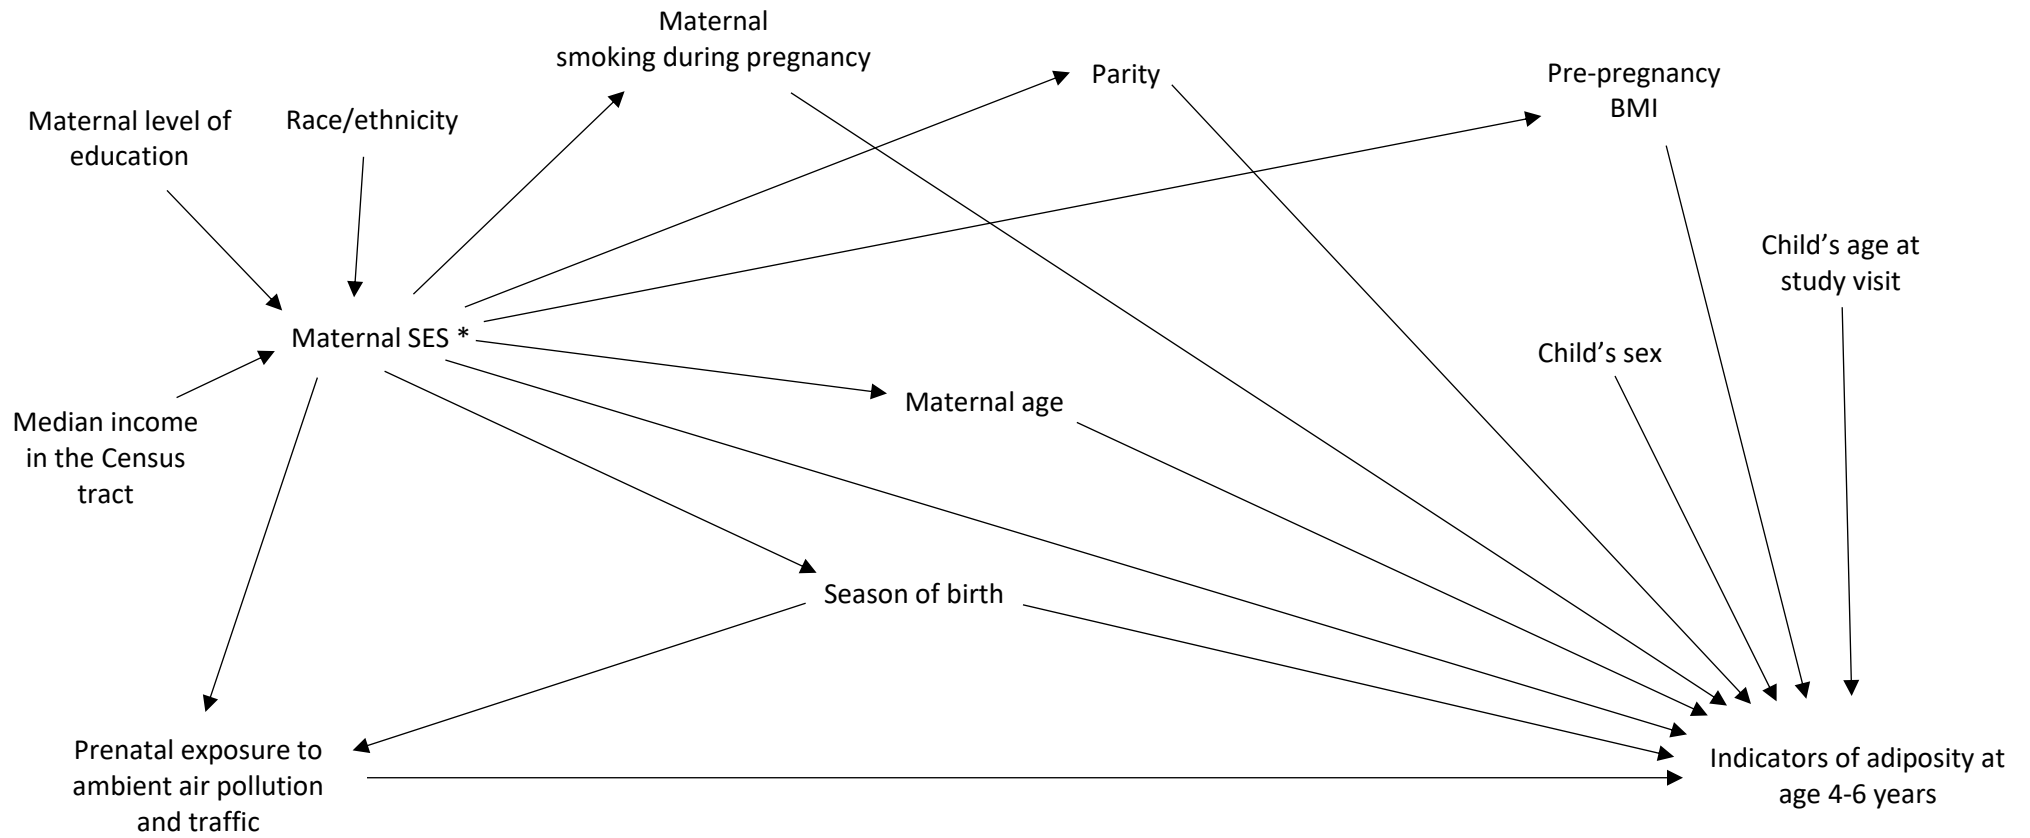 Maternal
smoking during pregnancy
Parity
Pre-pregnancy
BMI
Maternal level of
education
Race/ethnicity
Child’s age at
study visit
Maternal SES *
Child’s sex
Median income
in the Census
tract
Maternal age
Season of birth
Prenatal exposure to
ambient air pollution
and traffic
Indicators of adiposity at
age 4-6 years